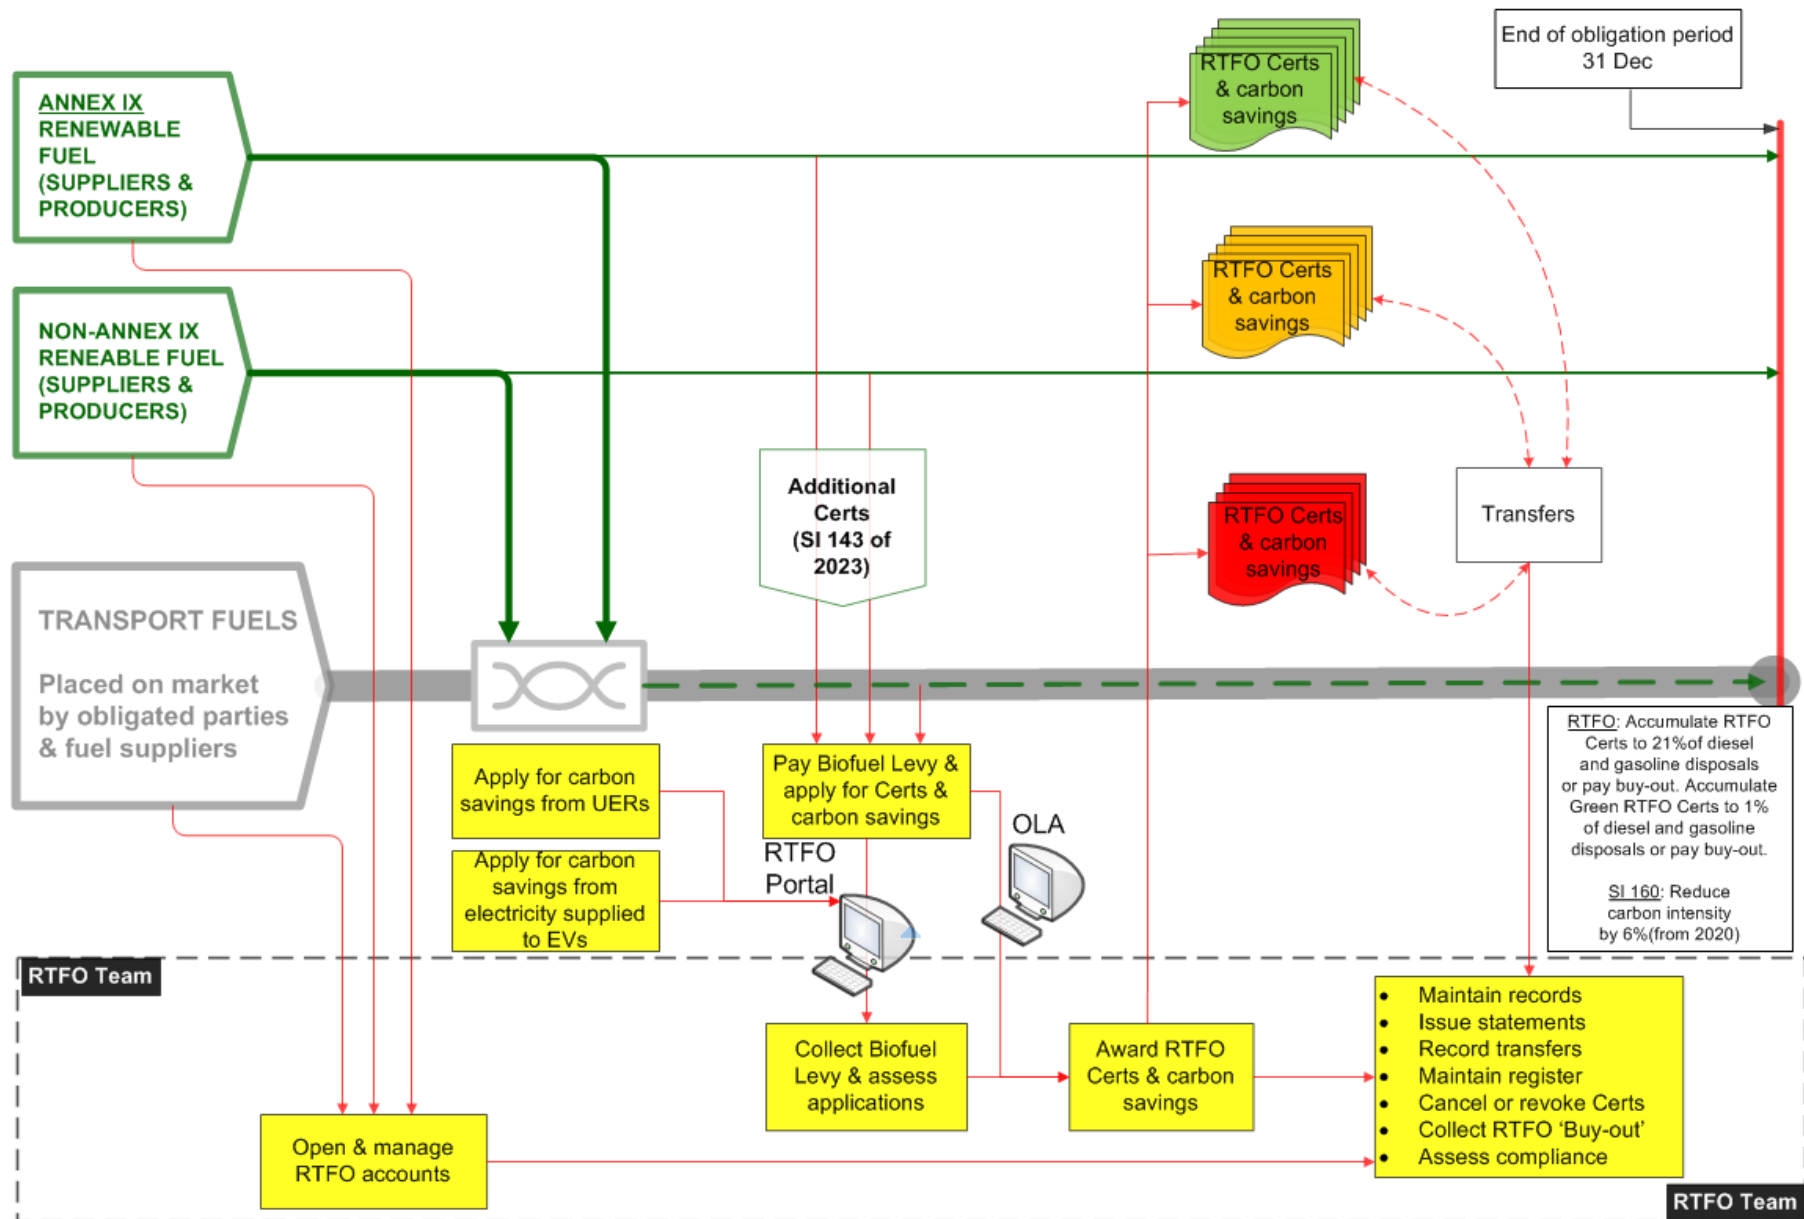 ANNEX IX
RENEWABLE
FUEL
(SUPPLIERS &
PRODUCERS)
NON-ANNEX IX
RENEABLE FUEL
(SUPPLIERS &
PRODUCERS)
TRANSPORT FUELS
Placed on market
by obligated parties
& fuel suppliers
RTFO Certs
& carbon
savings
RTFO Certs
& carbon
savings
RTFO Certs
& carbon
savings
End of obligation period
31 Dec
Additional
Certs
(SI 143 of
2023)
Transfers
Apply for carbon
savings from UERs
Apply for carbon
savings from
electricity supplied
to EVs
Pay Biofuel Levy &
apply for Certs &
carbon savings
RTFO
Portal
OLA
RTFO: Accumulate RTFO
Certs to 21%of diesel
and gasoline disposals
or pay buy-out. Accumulate
Green RTFO Certs to 1%
of diesel and gasoline
disposals or pay buy-out.
SI 160: Reduce
carbon intensity
by 6%(from 2020)
RTFO Team
Open & manage
RTFO accounts
Collect Biofuel
Levy & assess
applications
Award RTFO
Certs & carbon
savings
• Maintain records
• Issue statements
• Record transfers
• Maintain register
• Cancel or revoke Certs
• Collect RTFO ‘Buy-out’
• Assess compliance
RTFO Team